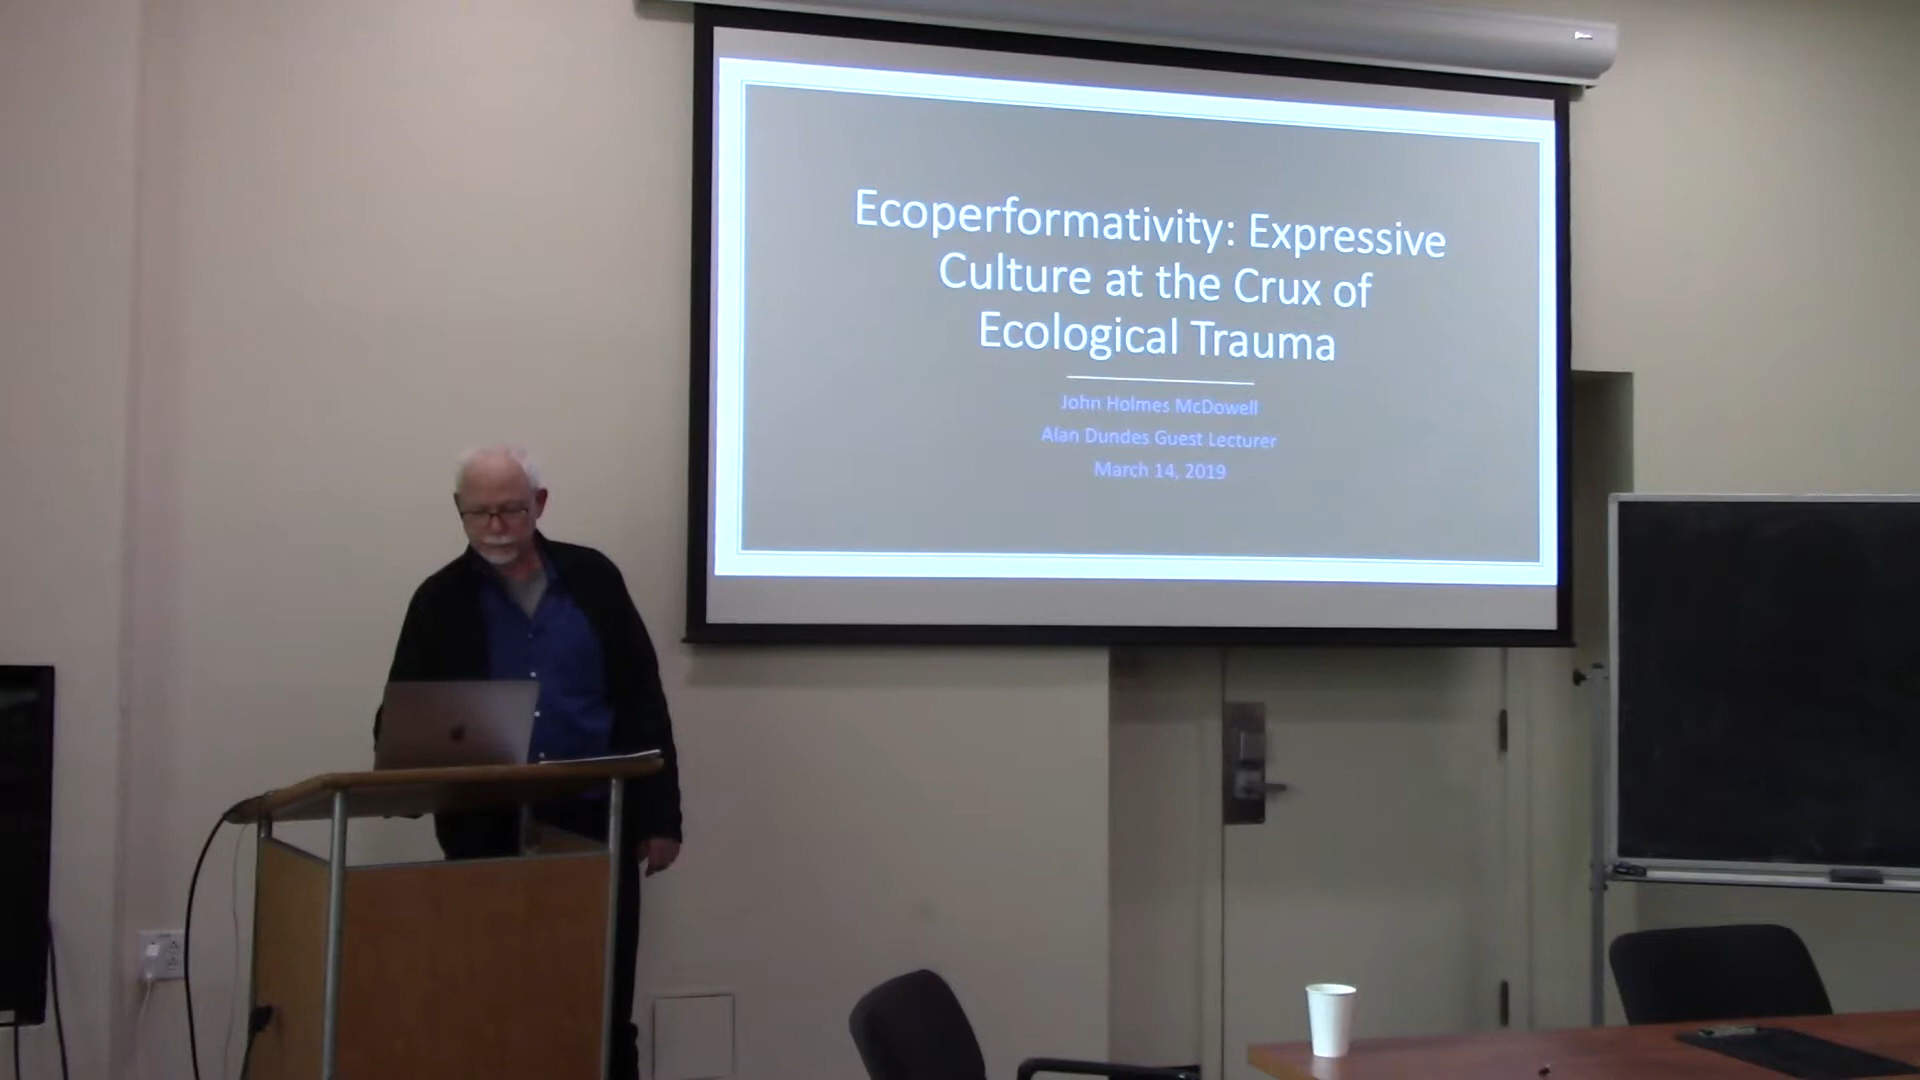 Ecoperformativity: Expressive
Culture at the Crux of
Ecological Trauma
John Holmes McDowell
Alan Dundes Guest Lecturer
March 14, 2019